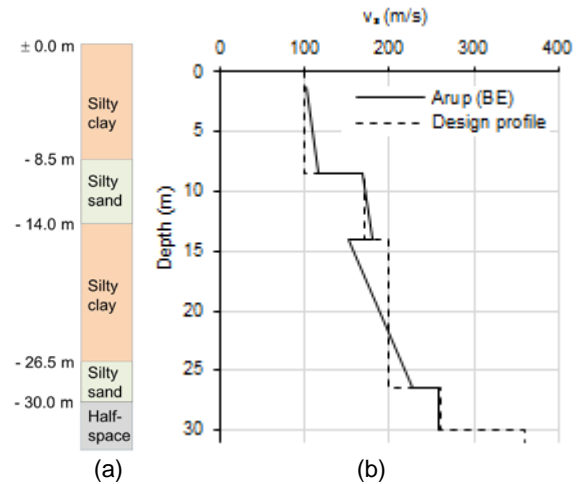 ± 0.0 m
Silty
clay
- 8.5 m
Silty
sand
- 14.0 m
Silty
clay
- 26.5 m
Silty
sand
- 30.0 m
Half-
space
(a)
vₛ (m/s)
0 100 200 300 400
0
5
10
15
20
25
30
Depth (m)
Arup (BE)
Design profile
(b)